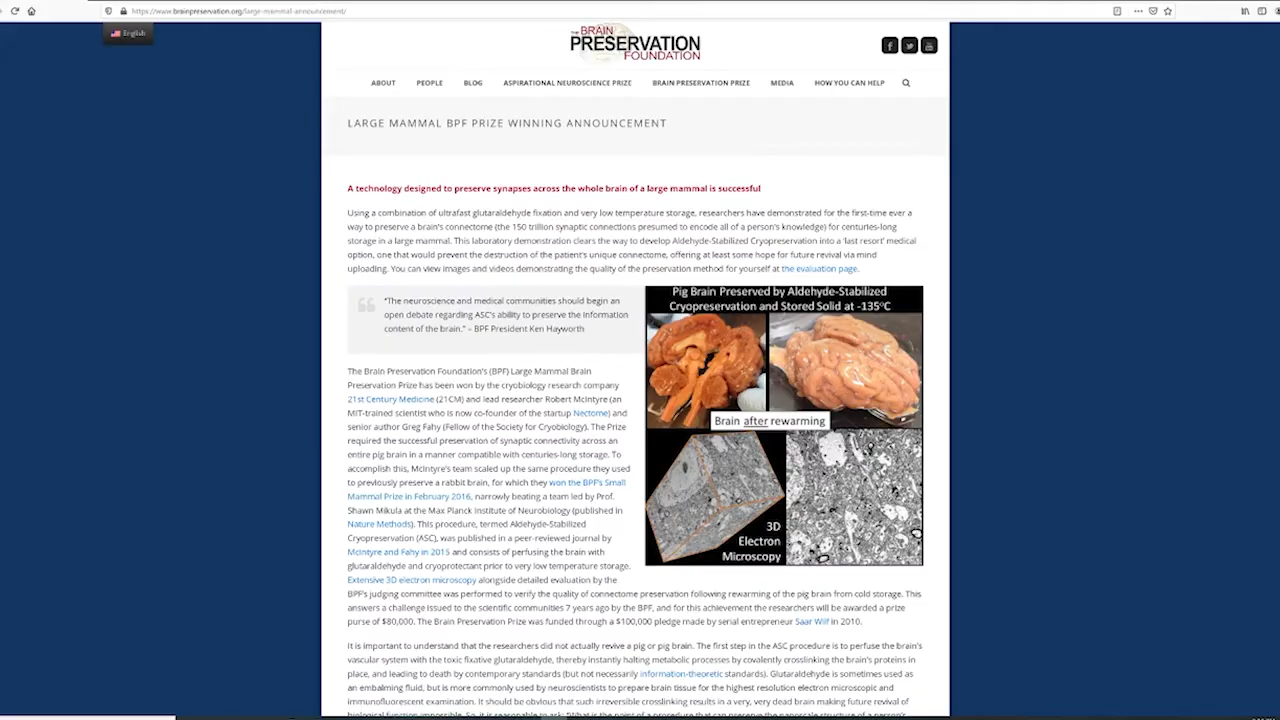 https://www.brainpreservation.org/large-mammal-announcement/
English
BRAIN
PRESERVATION
FOUNDATION
ABOUT PEOPLE BLOG ASPIRATIONAL NEUROSCIENCE PRIZE BRAIN PRESERVATION PRIZE MEDIA HOW YOU CAN HELP
LARGE MAMMAL BPF PRIZE WINNING ANNOUNCEMENT
A technology designed to preserve synapses across the whole brain of a large mammal is successful
Using a combination of ultrafast glutaraldehyde fixation and very low temperature storage, researchers have demonstrated for the first-time ever a
way to preserve a brain's connectome (the 150 trillion synaptic connections presumed to encode all of a person's knowledge) for centuries-long
storage in a large mammal. This laboratory demonstration clears the way to develop Aldehyde-Stabilized Cryopreservation into a 'last resort' medical
option, one that would prevent the destruction of the patient's unique connectome, offering at least some hope for future revival via mind
uploading. You can view images and videos demonstrating the quality of the preservation method for yourself at the evaluation page.
"The neuroscience and medical communities should begin an
open debate regarding ASC's ability to preserve the information
content of the brain." – BPF President Ken Hayworth
Pig Brain Preserved by Aldehyde-Stabilized
Cryopreservation and Stored Solid at -135°C
Brain after rewarming
3D
Electron
Microscopy
The Brain Preservation Foundation's (BPF) Large Mammal Brain
Preservation Prize has been won by the cryobiology research company
21st Century Medicine (21CM) and lead researcher Robert McIntyre (an
MIT-trained scientist who is now co-founder of the startup Nectome) and
senior author Greg Fahy (Fellow of the Society for Cryobiology). The Prize
required the successful preservation of synaptic connectivity across an
entire pig brain in a manner compatible with centuries-long storage. To
accomplish this, McIntyre's team scaled up the same procedure they used
to previously preserve a rabbit brain, for which they won the BPF's Small
Mammal Prize in February 2016, narrowly beating a team led by Prof.
Shawn Mikula at the Max Planck Institute of Neurobiology (published in
Nature Methods). This procedure, termed Aldehyde-Stabilized
Cryopreservation (ASC), was published in a peer-reviewed journal by
McIntyre and Fahy in 2015 and consists of perfusing the brain with
glutaraldehyde and cryoprotectant prior to very low temperature storage.
Extensive 3D electron microscopy alongside detailed evaluation by the
BPF's judging committee was performed to verify the quality of connectome preservation following rewarming of the pig brain from cold storage. This
answers a challenge issued to the scientific communities 7 years ago by the BPF, and for this achievement the researchers will be awarded a prize
purse of $80,000. The Brain Preservation Prize was funded through a $100,000 pledge made by serial entrepreneur Saar Wilf in 2010.
It is important to understand that the researchers did not actually revive a pig or pig brain. The first step in the ASC procedure is to perfuse the brain's
vascular system with the toxic fixative glutaraldehyde, thereby instantly halting metabolic processes by covalently crosslinking the brain's proteins in
place, and leading to death by contemporary standards (but not necessarily information-theoretic standards). Glutaraldehyde is sometimes used as
an embalming fluid, but is more commonly used by neuroscientists to prepare brain tissue for the highest resolution electron microscopic and
immunofluorescent examination. It should be obvious that such irreversible crosslinking results in a very, very dead brain making future revival of